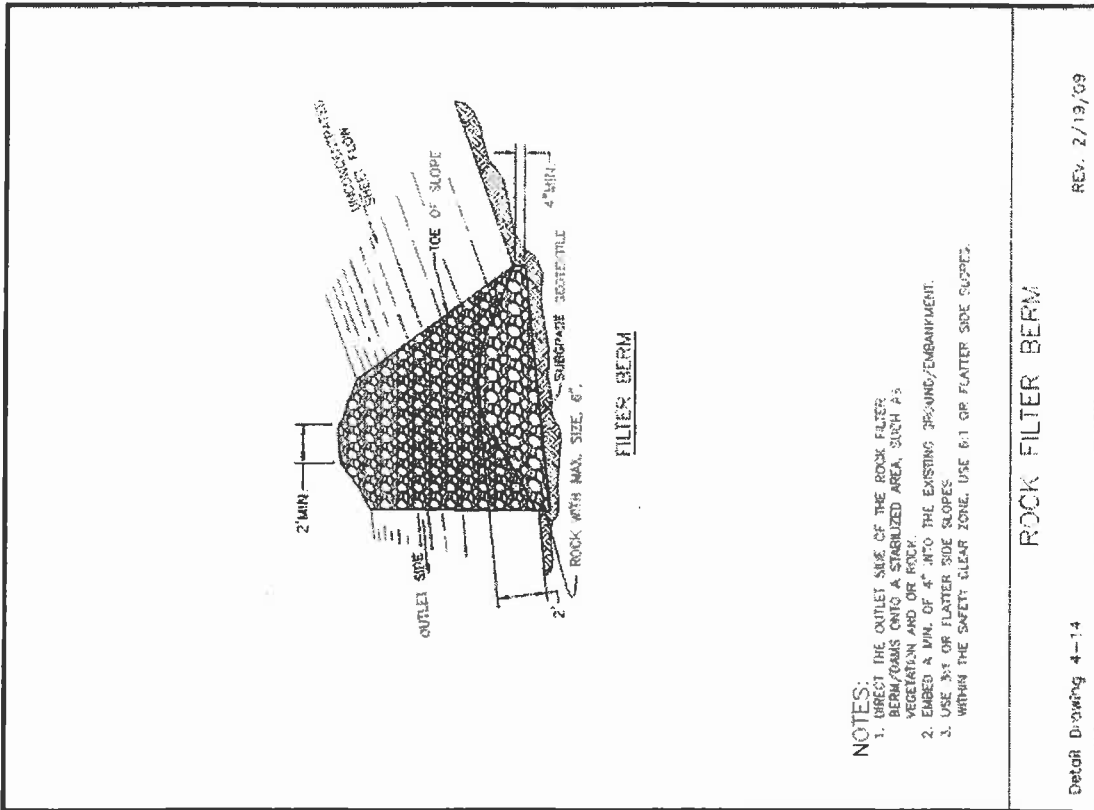 UNCONCENTRATED
SHEET FLOW
TOE OF SLOPE
2' MIN.
OUTLET SIDE
4" MIN.
SUBGRADE GEOTEXTILE
ROCK WITH MAX. SIZE, 6".
2'
FILTER BERM
NOTES:
1. DIRECT THE OUTLET SIDE OF THE ROCK FILTER
BERM/DAMS ONTO A STABILIZED AREA, SUCH AS
VEGETATION AND OR ROCK.
2. EMBED A MIN. OF 4" INTO THE EXISTING GROUND/EMBANKMENT.
3. USE 3:1 OR FLATTER SIDE SLOPES
WITHIN THE SAFETY CLEAR ZONE, USE 6:1 OR FLATTER SIDE SLOPES.
ROCK FILTER BERM
Detail Drawing 4-14
REV. 2/19/09